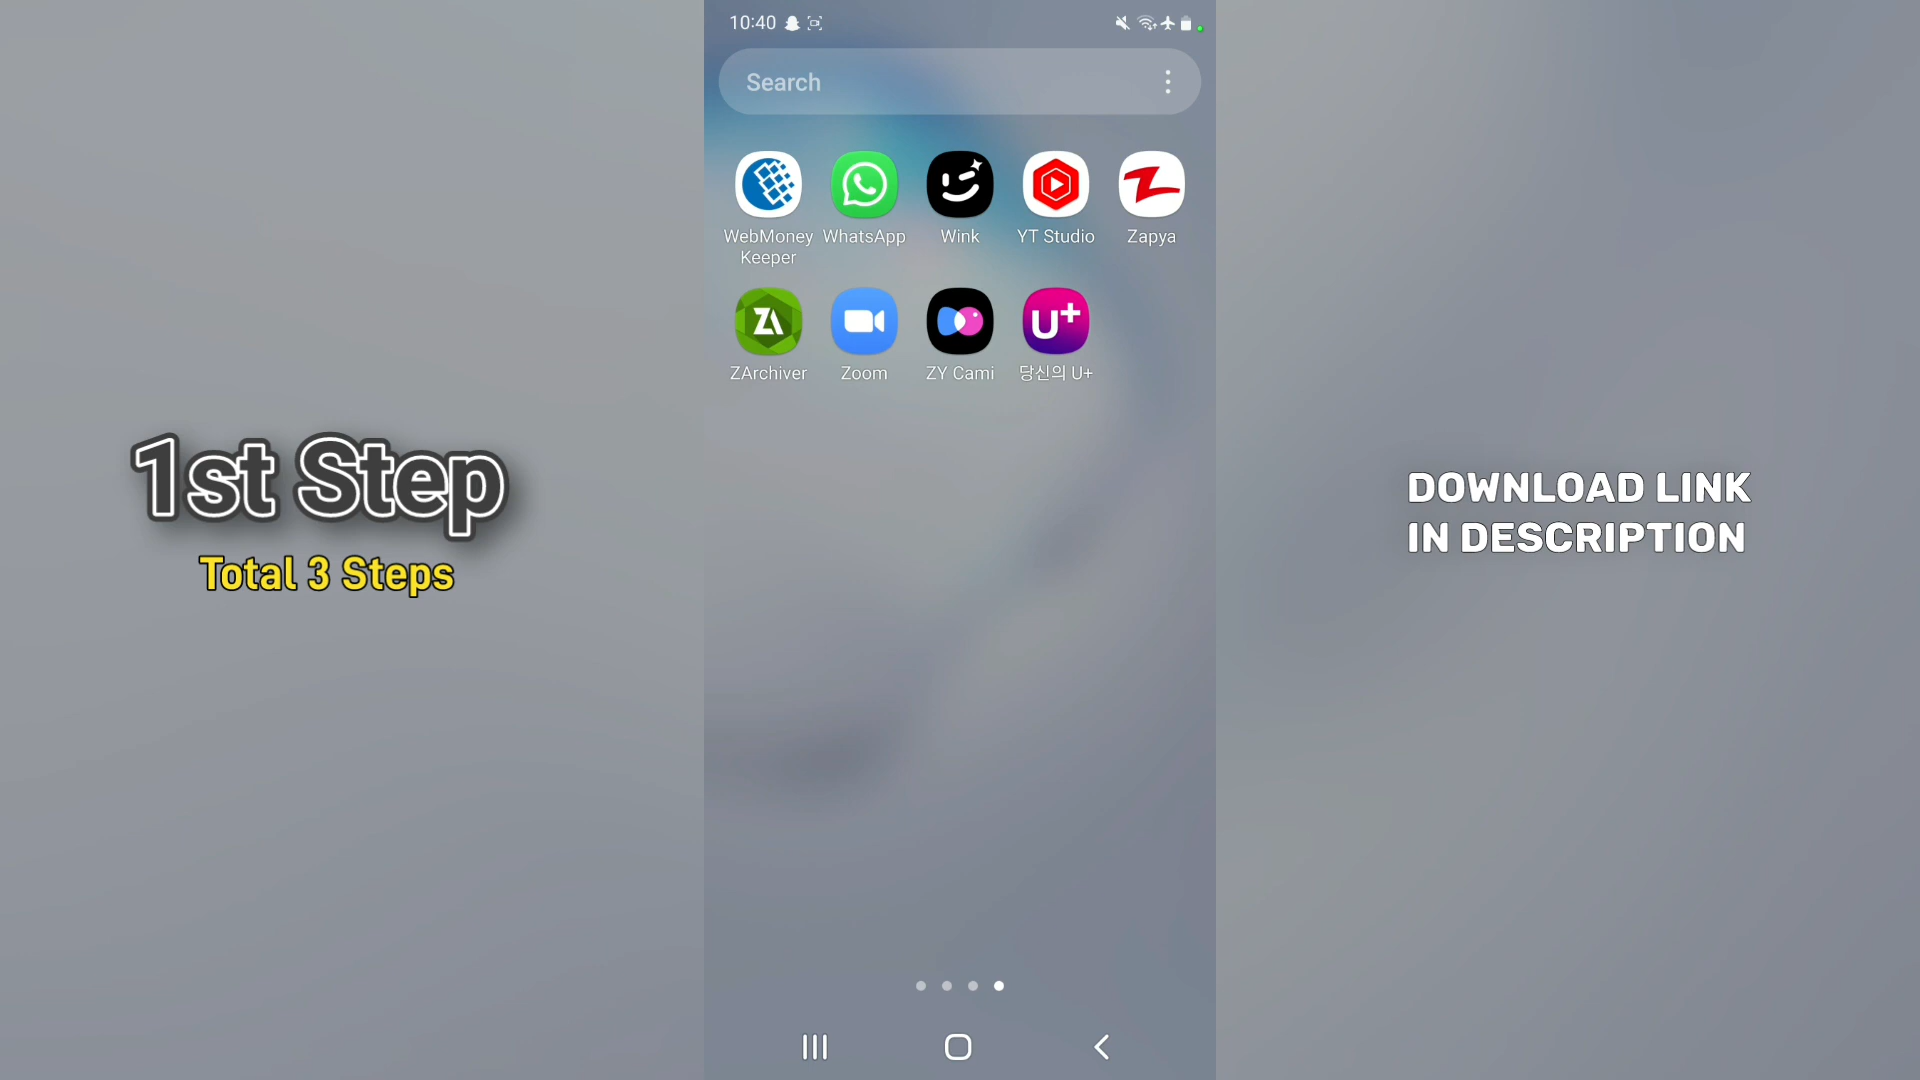 10:40
Search
WebMoney Keeper
WhatsApp
Wink
YT Studio
Zapya
ZArchiver
Zoom
ZY Cami
당신의 U+
1st Step
Total 3 Steps
DOWNLOAD LINK
IN DESCRIPTION